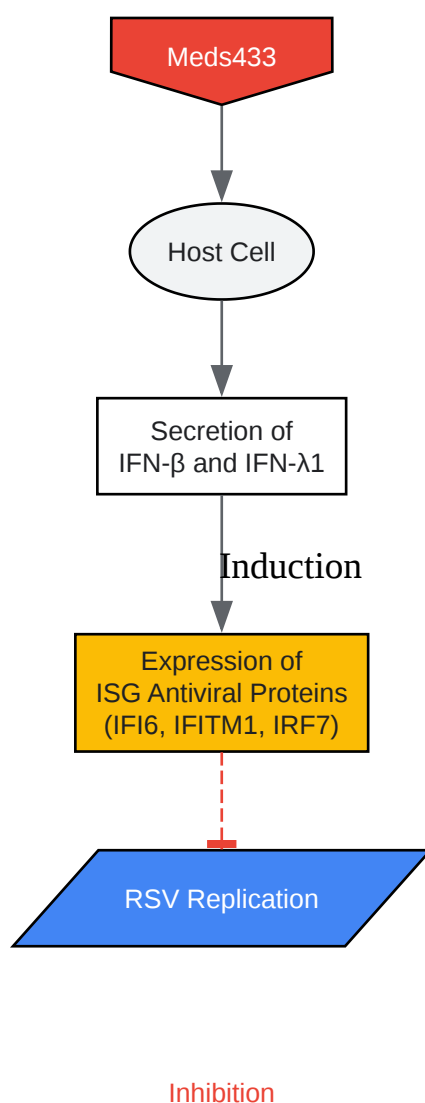 Meds433
Host Cell
Secretion of
IFN-β and IFN-λ1
Induction
Expression of
ISG Antiviral Proteins
(IFI6, IFITM1, IRF7)
RSV Replication
Inhibition